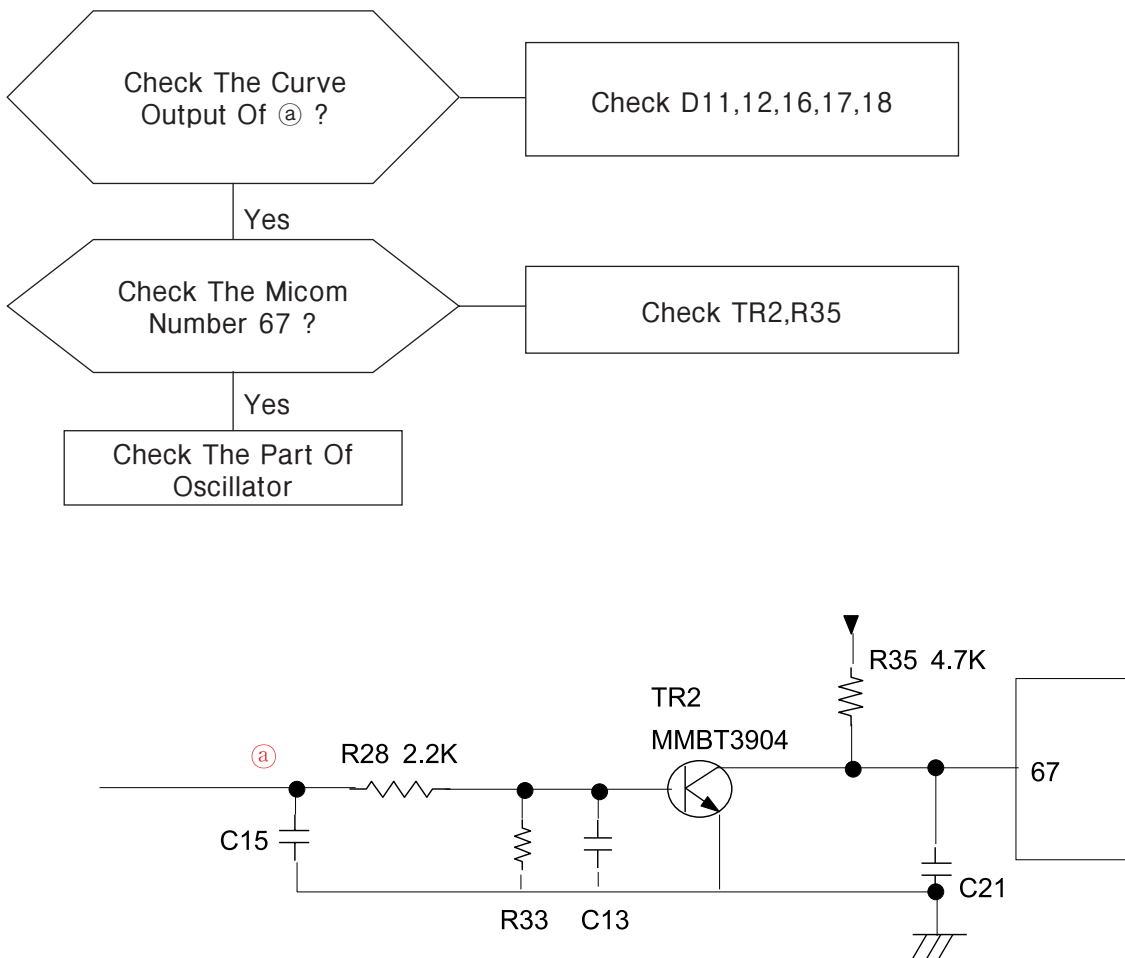 Check The Curve
Output Of ⓐ ?
Check D11,12,16,17,18
Yes
Check The Micom
Number 67 ?
Check TR2,R35
Yes
Check The Part Of
Oscillator
R35 4.7K
TR2
MMBT3904
ⓐ
R28 2.2K
67
C15
C21
R33
C13